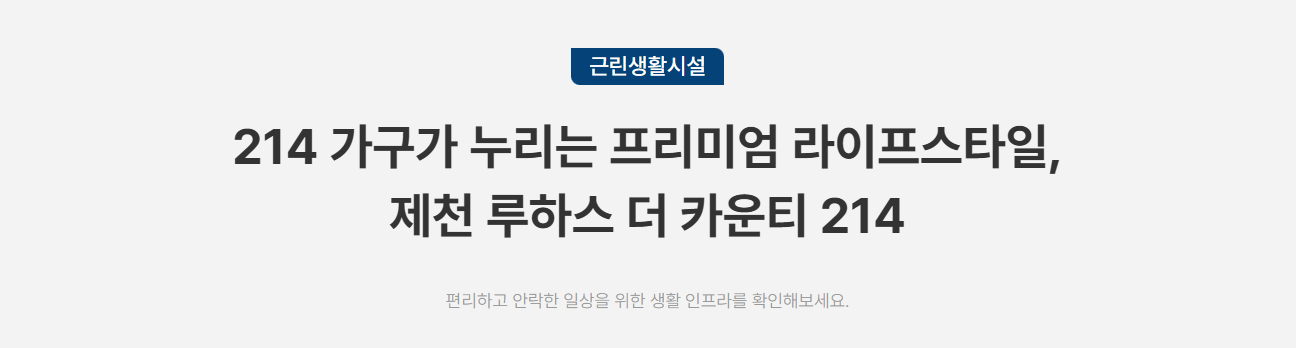 근린생활시설
214 가구가 누리는 프리미엄 라이프스타일,
제천 루하스 더 카운티 214
편리하고 안락한 일상을 위한 생활 인프라를 확인해보세요.